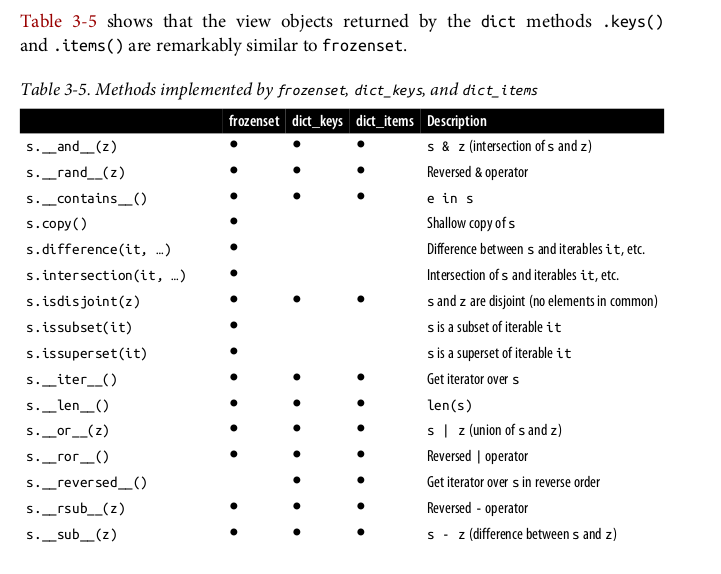 Table 3-5 shows that the view objects returned by the dict methods .keys()
and .items() are remarkably similar to frozenset.
Table 3-5. Methods implemented by frozenset, dict_keys, and dict_items
frozenset dict_keys dict_items Description
s.__and__(z) ● ● ● s & z (intersection of s and z)
s.__rand__(z) ● ● ● Reversed & operator
s.__contains__() ● ● ● e in s
s.copy() ● Shallow copy of s
s.difference(it, …) ● Difference between s and iterables it, etc.
s.intersection(it, …) ● Intersection of s and iterables it, etc.
s.isdisjoint(z) ● ● ● s and z are disjoint (no elements in common)
s.issubset(it) ● s is a subset of iterable it
s.issuperset(it) ● s is a superset of iterable it
s.__iter__() ● ● ● Get iterator over s
s.__len__() ● ● ● len(s)
s.__or__(z) ● ● ● s | z (union of s and z)
s.__ror__() ● ● ● Reversed | operator
s.__reversed__() ● ● Get iterator over s in reverse order
s.__rsub__(z) ● ● ● Reversed - operator
s.__sub__(z) ● ● ● s - z (difference between s and z)